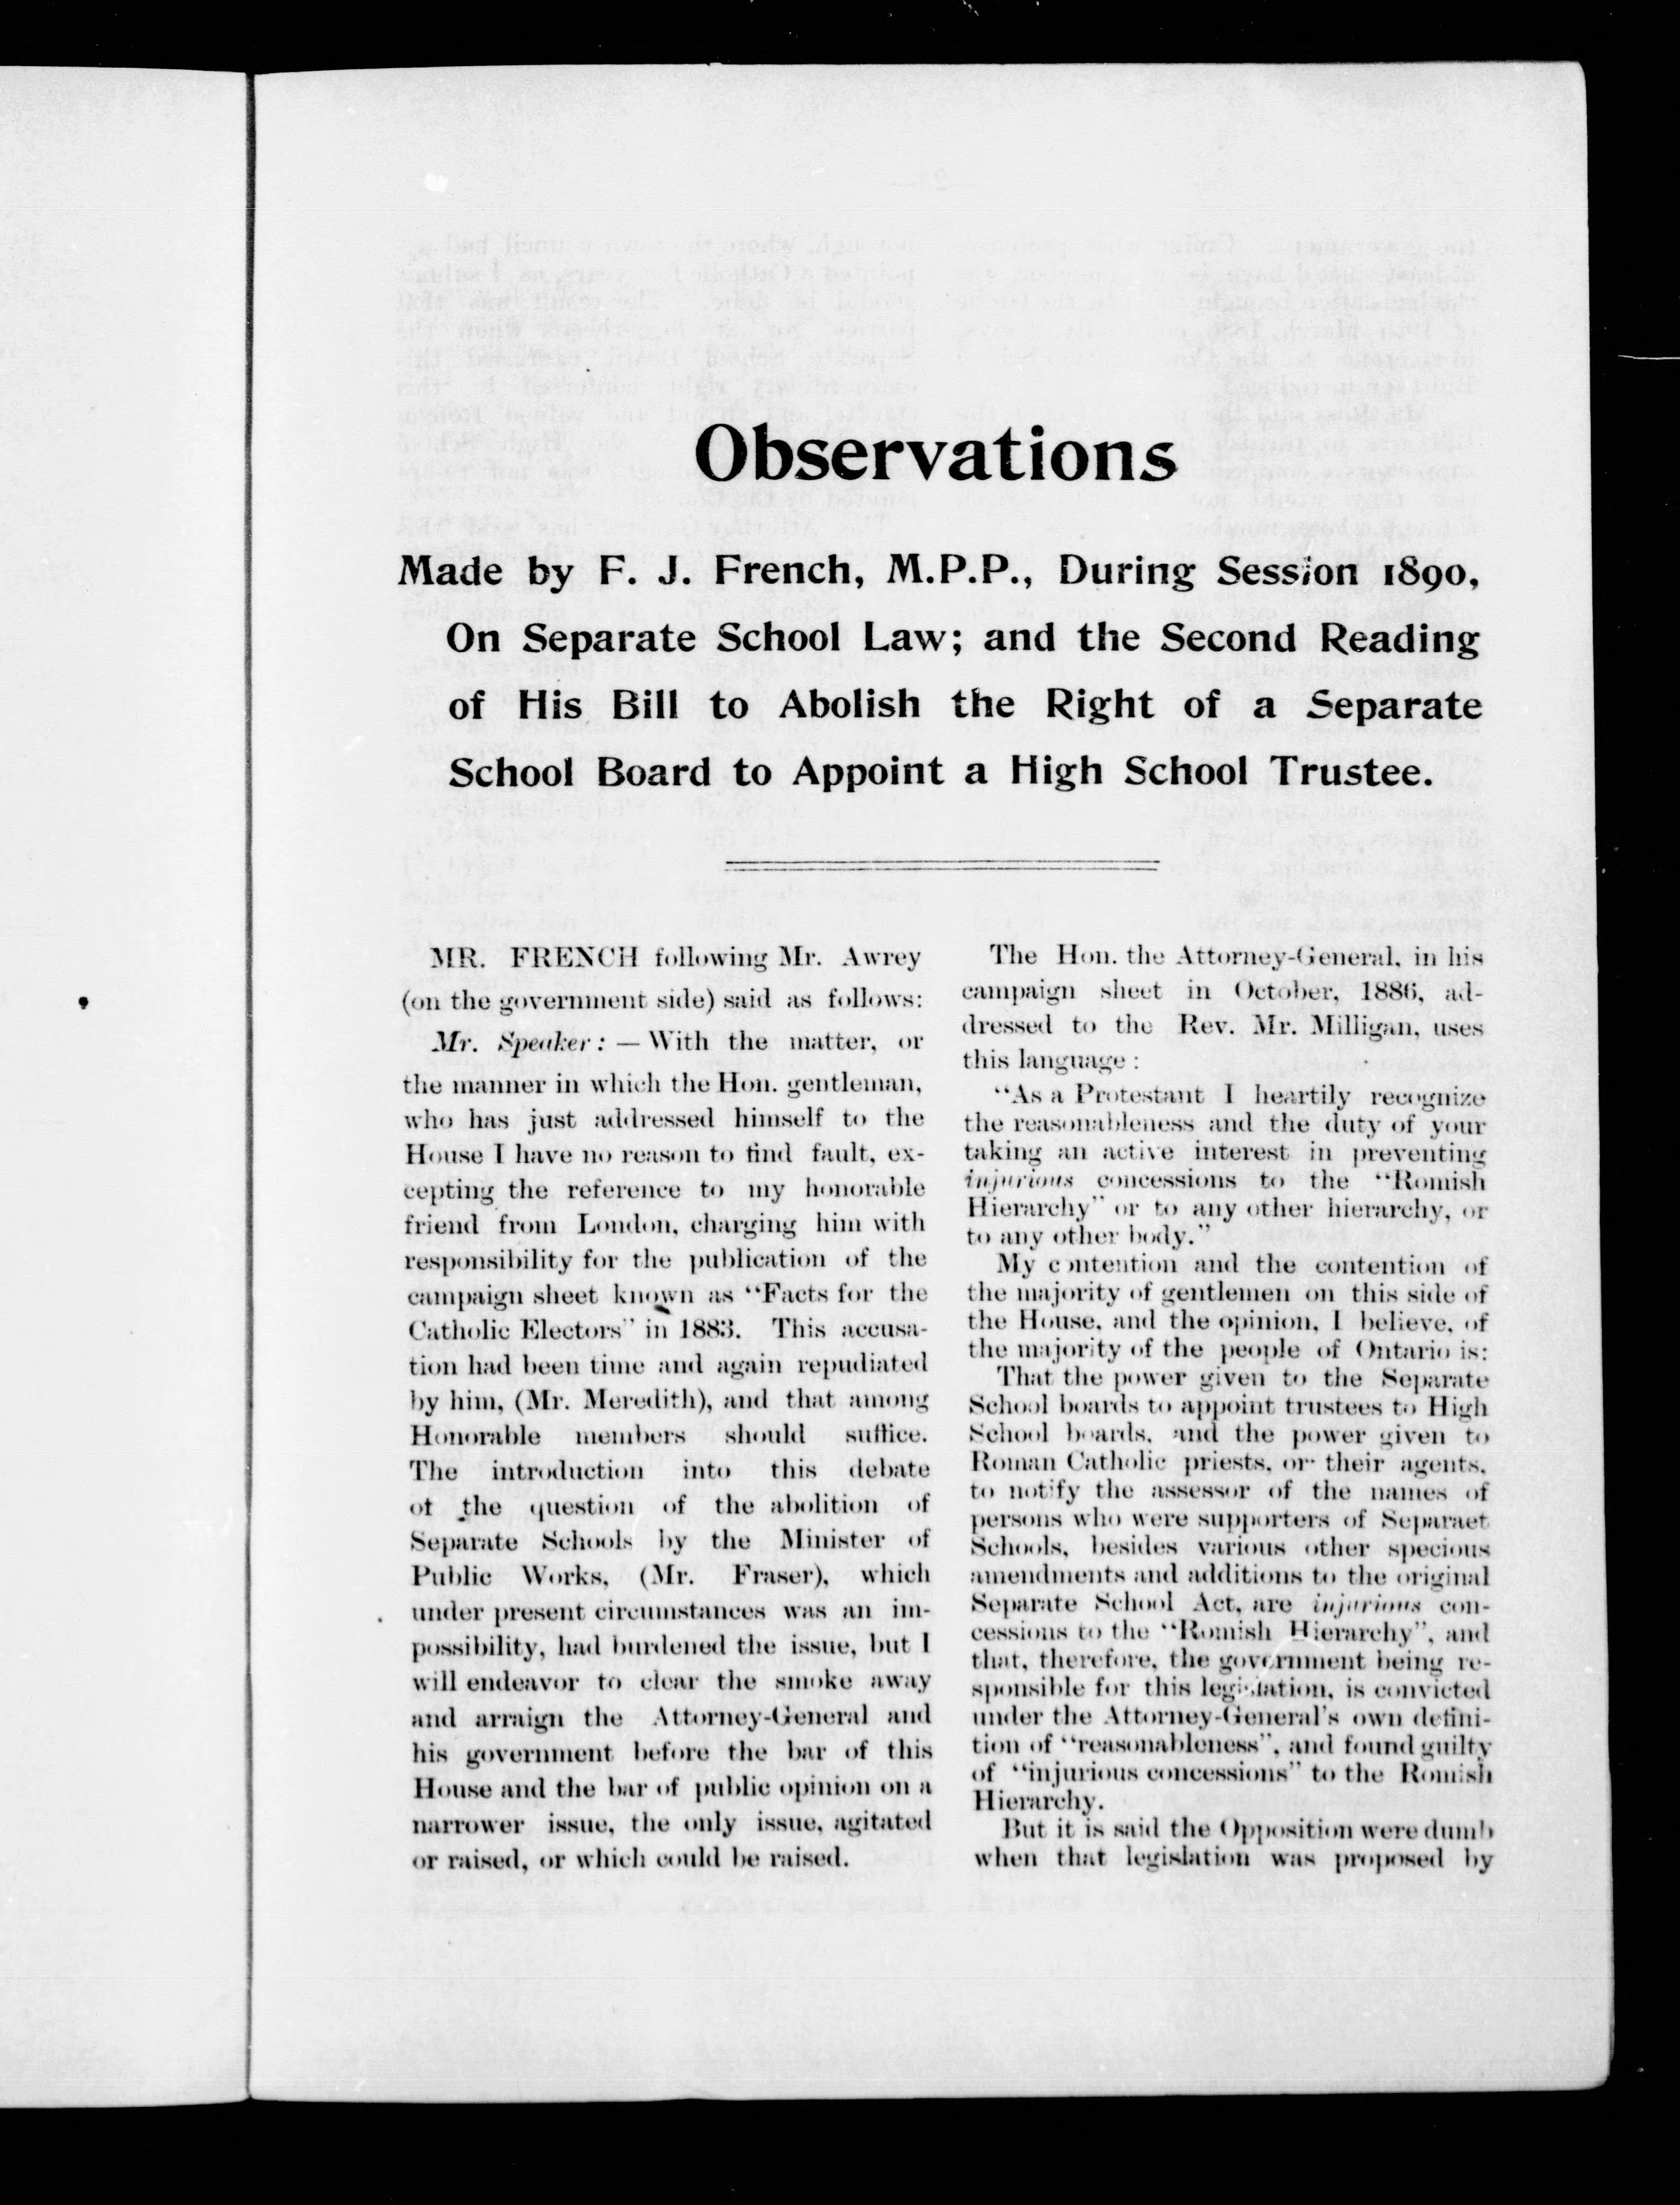 Observations
Made by F. J. French, M.P.P., During Session 1890,
On Separate School Law; and the Second Reading
of His Bill to Abolish the Right of a Separate
School Board to Appoint a High School Trustee.
MR. FRENCH following Mr. Awrey
(on the government side) said as follows:
Mr. Speaker: — With the matter, or
the manner in which the Hon. gentleman,
who has just addressed himself to the
House I have no reason to find fault, ex-
cepting the reference to my honorable
friend from London, charging him with
responsibility for the publication of the
campaign sheet known as "Facts for the
Catholic Electors" in 1883. This accusa-
tion had been time and again repudiated
by him, (Mr. Meredith), and that among
Honorable members should suffice.
The introduction into this debate
ot the question of the abolition of
Separate Schools by the Minister of
Public Works, (Mr. Fraser), which
under present circumstances was an im-
possibility, had burdened the issue, but I
will endeavor to clear the smoke away
and arraign the Attorney-General and
his government before the bar of this
House and the bar of public opinion on a
narrower issue, the only issue, agitated
or raised, or which could be raised.
The Hon. the Attorney-General, in his
campaign sheet in October, 1886, ad-
dressed to the Rev. Mr. Milligan, uses
this language:
"As a Protestant I heartily recognize
the reasonableness and the duty of your
taking an active interest in preventing
injurious concessions to the "Romish
Hierarchy" or to any other hierarchy, or
to any other body."
My contention and the contention of
the majority of gentlemen on this side of
the House, and the opinion, I believe, of
the majority of the people of Ontario is:
That the power given to the Separate
School boards to appoint trustees to High
School boards, and the power given to
Roman Catholic priests, or their agents,
to notify the assessor of the names of
persons who were supporters of Separaet
Schools, besides various other specious
amendments and additions to the original
Separate School Act, are injurious con-
cessions to the "Romish Hierarchy", and
that, therefore, the government being re-
sponsible for this legislation, is convicted
under the Attorney-General's own defini-
tion of "reasonableness", and found guilty
of "injurious concessions" to the Romish
Hierarchy.
But it is said the Opposition were dumb
when that legislation was proposed by